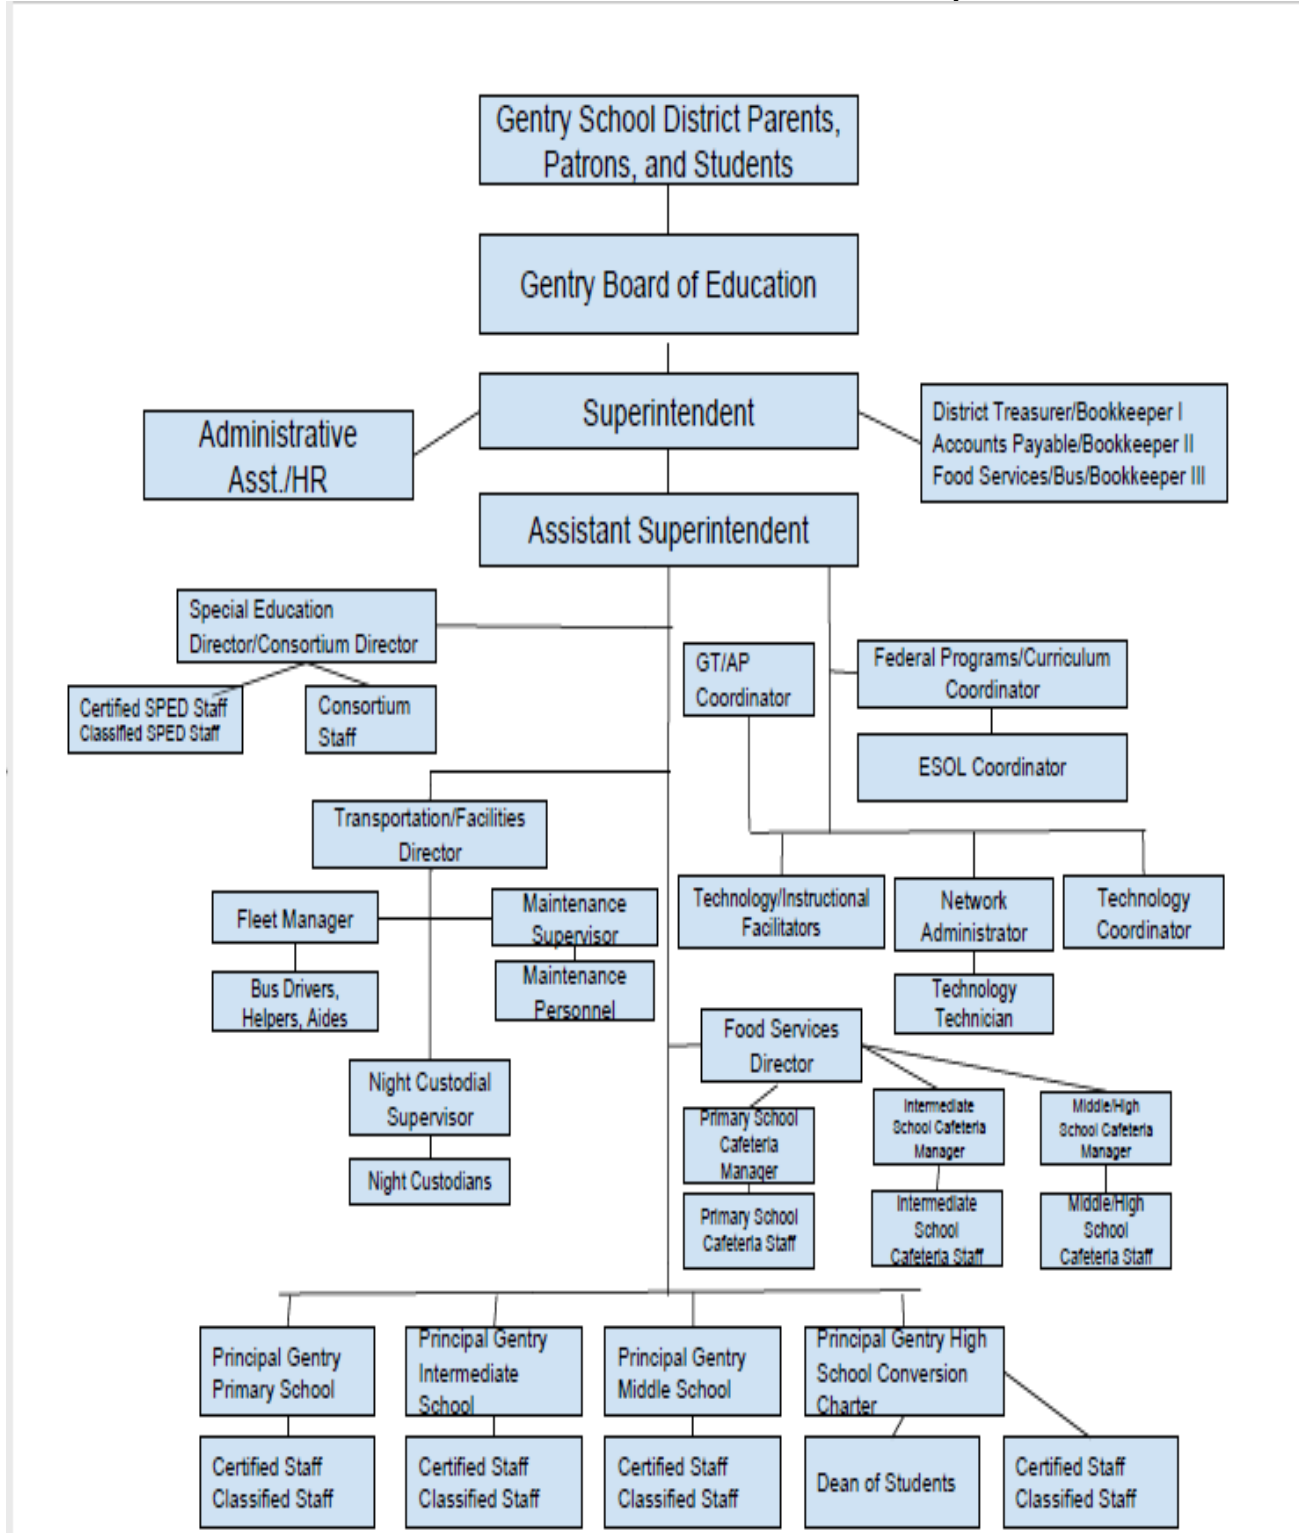 Gentry School District Parents,
Patrons, and Students
Gentry Board of Education
Superintendent
Administrative
Asst./HR
District Treasurer/Bookkeeper I
Accounts Payable/Bookkeeper II
Food Services/Bus/Bookkeeper III
Assistant Superintendent
Special Education
Director/Consortium Director
Certified SPED Staff
Classified SPED Staff
Consortium
Staff
GT/AP
Coordinator
Federal Programs/Curriculum
Coordinator
ESOL Coordinator
Transportation/Facilities
Director
Fleet Manager
Maintenance
Supervisor
Bus Drivers,
Helpers, Aides
Maintenance
Personnel
Technology/Instructional
Facilitators
Network
Administrator
Technology
Coordinator
Technology
Technician
Night Custodial
Supervisor
Night Custodians
Food Services
Director
Primary School
Cafeteria
Manager
Intermediate
School Cafeteria
Manager
Middle/High
School Cafeteria
Manager
Primary School
Cafeteria Staff
Intermediate
School
Cafeteria Staff
Middle/High
School
Cafeteria Staff
Principal Gentry
Primary School
Principal Gentry
Intermediate
School
Principal Gentry
Middle School
Principal Gentry High
School Conversion
Charter
Certified Staff
Classified Staff
Certified Staff
Classified Staff
Certified Staff
Classified Staff
Dean of Students
Certified Staff
Classified Staff